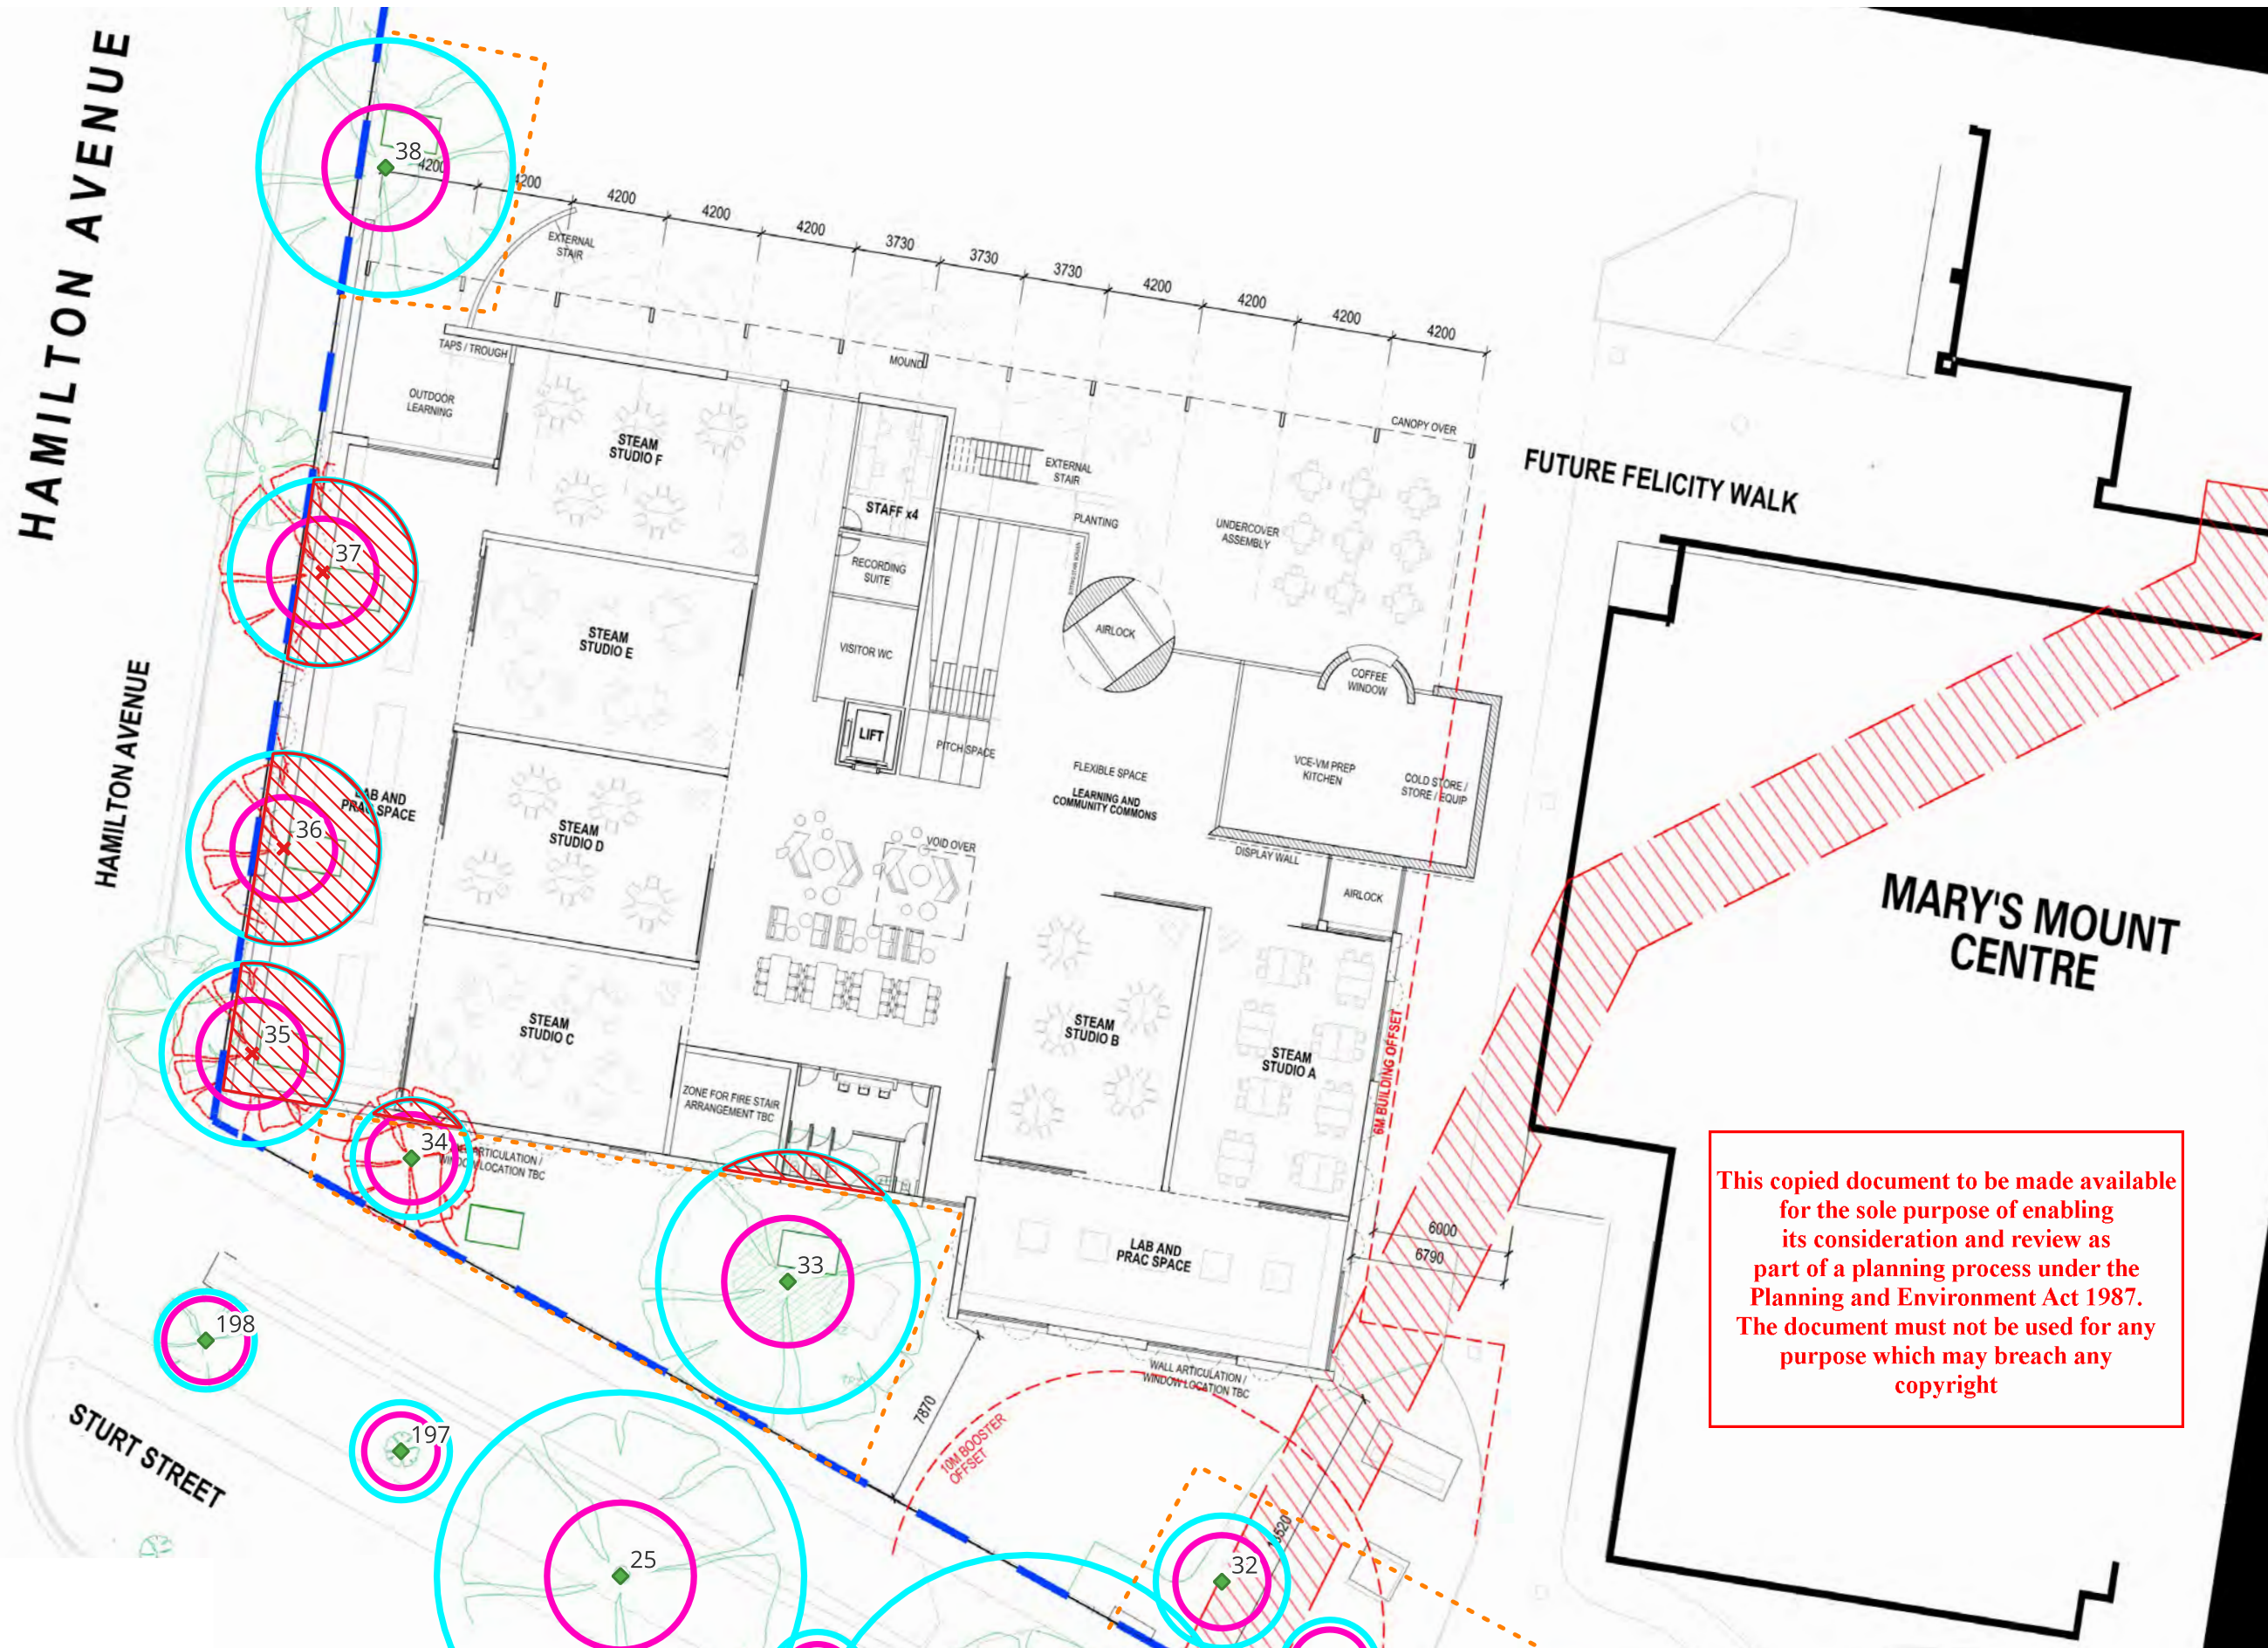 HAMILTON AVENUE
38
4200
4200
4200
4200
4200
3730
3730
3730
4200
4200
4200
4200
EXTERNAL
STAIR
TAPS / TROUGH
MOUND
OUTDOOR
LEARNING
CANOPY OVER
STEAM
STUDIO F
EXTERNAL
STAIR
FUTURE FELICITY WALK
STAFF x4
PLANTING
UNDERCOVER
ASSEMBLY
37
RECORDING
SUITE
AIRLOCK
STEAM
STUDIO E
VISITOR WC
COFFEE
WINDOW
HAMILTON AVENUE
LIFT
PITCH SPACE
FLEXIBLE SPACE
LEARNING AND
COMMUNITY COMMONS
VCE-VM PREP
KITCHEN
COLD STORE /
STORE / EQUIP
LAB AND
PRAC SPACE
36
STEAM
STUDIO D
VOID OVER
DISPLAY WALL
AIRLOCK
MARY'S MOUNT
CENTRE
35
STEAM
STUDIO C
STEAM
STUDIO B
STEAM
STUDIO A
6M BUILDING OFFSET
ZONE FOR FIRE STAIR
ARRANGEMENT TBC
34
ARTICULATION /
WINDOW LOCATION TBC
This copied document to be made available
for the sole purpose of enabling
its consideration and review as
part of a planning process under the
Planning and Environment Act 1987.
The document must not be used for any
purpose which may breach any
copyright
6000
6790
LAB AND
PRAC SPACE
33
198
WALL ARTICULATION /
WINDOW LOCATION TBC
7870
10M BOOSTER
OFFSET
197
STURT STREET
25
32